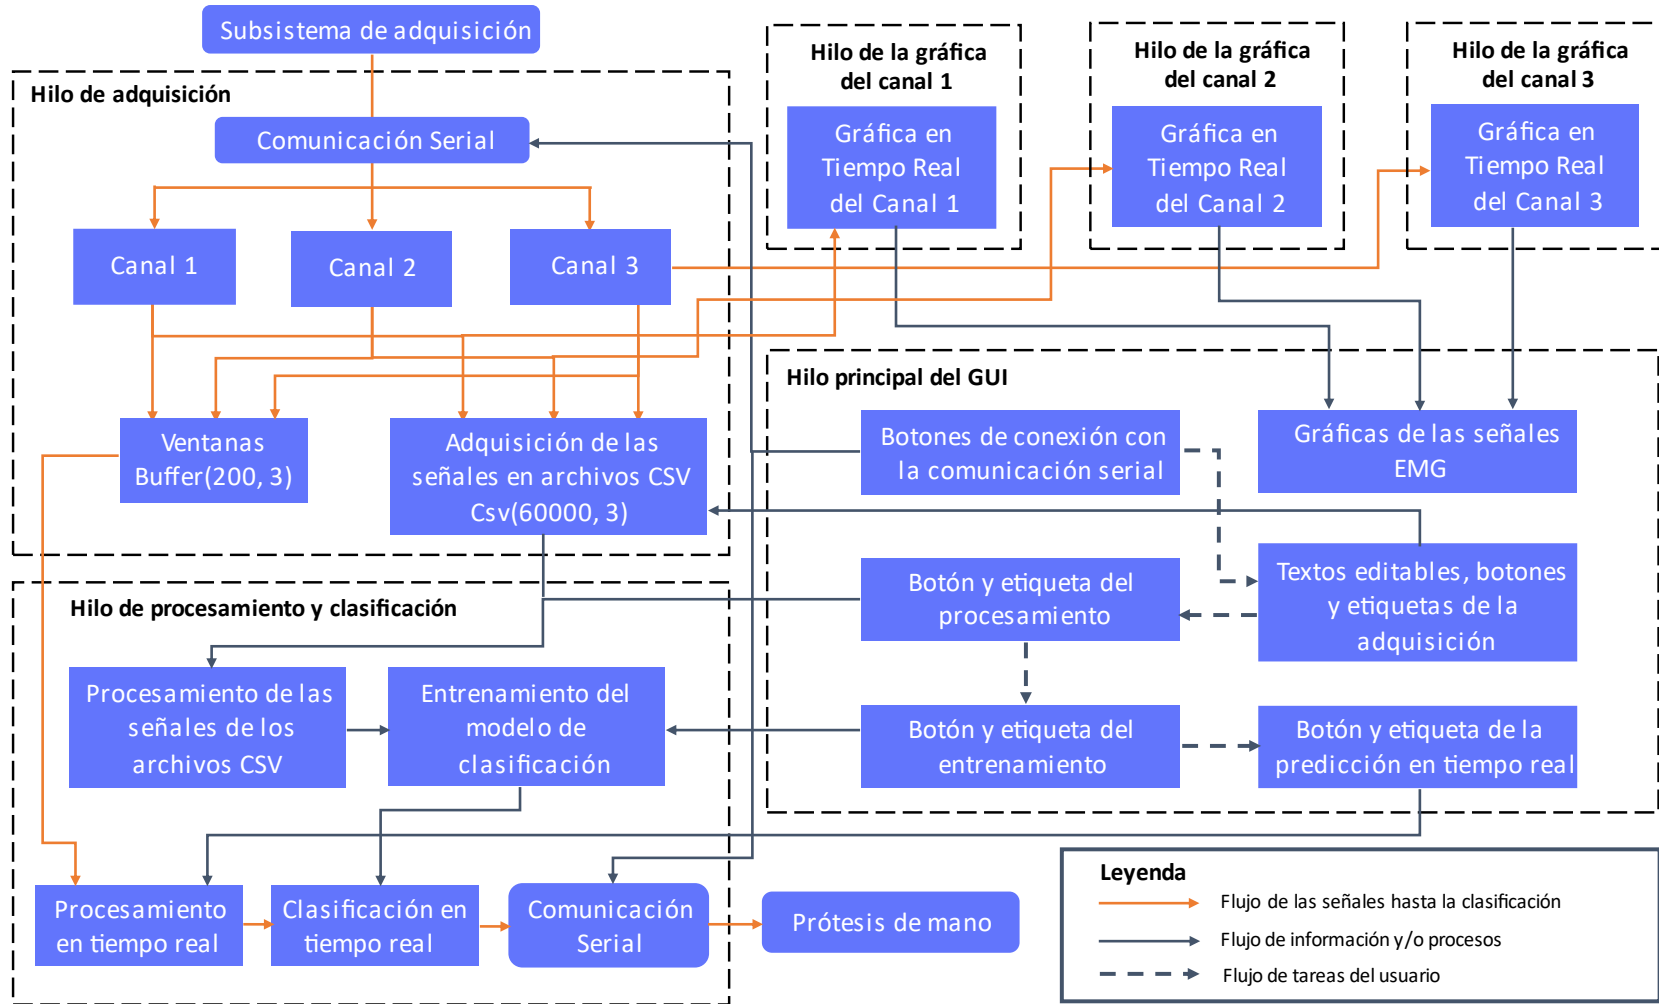 Subsistema de adquisición
Hilo de adquisición
Comunicación Serial
Canal 1
Canal 2
Canal 3
Ventanas
Buffer(200, 3)
Adquisición de las
señales en archivos CSV
Csv(60000, 3)
Hilo de la gráfica
del canal 1
Gráfica en
Tiempo Real
del Canal 1
Hilo de la gráfica
del canal 2
Gráfica en
Tiempo Real
del Canal 2
Hilo de la gráfica
del canal 3
Gráfica en
Tiempo Real
del Canal 3
Hilo principal del GUI
Botones de conexión con
la comunicación serial
Gráficas de las señales
EMG
Botón y etiqueta del
procesamiento
Textos editables, botones
y etiquetas de la
adquisición
Botón y etiqueta del
entrenamiento
Botón y etiqueta de la
predicción en tiempo real
Hilo de procesamiento y clasificación
Procesamiento de las
señales de los
archivos CSV
Entrenamiento del
modelo de
clasificación
Procesamiento
en tiempo real
Clasificación en
tiempo real
Comunicación
Serial
Prótesis de mano
Leyenda
Flujo de las señales hasta la clasificación
Flujo de información y/o procesos
Flujo de tareas del usuario